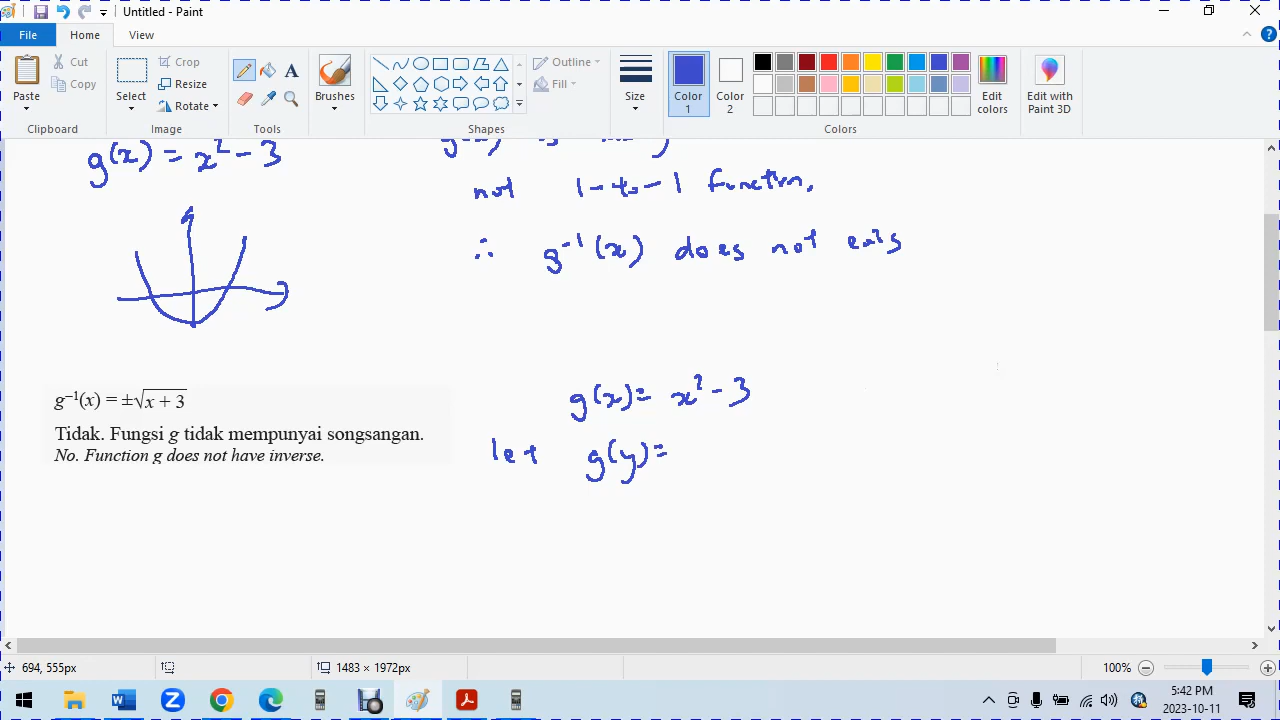 Untitled - Paint
File Home View
Paste Cut Copy Clipboard
Select Crop Resize Rotate Image
Tools
Brushes
Outline Fill Shapes
Size
Color 1 Color 2 Edit colors Colors
Edit with Paint 3D
g(x) = x² - 3
not 1-to-1 function.
∴ g⁻¹(x) does not exis
g⁻¹(x) = ±√(x + 3)
Tidak. Fungsi g tidak mempunyai songsangan.
No. Function g does not have inverse.
g(x) = x² - 3
let g(y) =
694, 555px
1483 × 1972px
100%
5:42 PM
2023-10-11